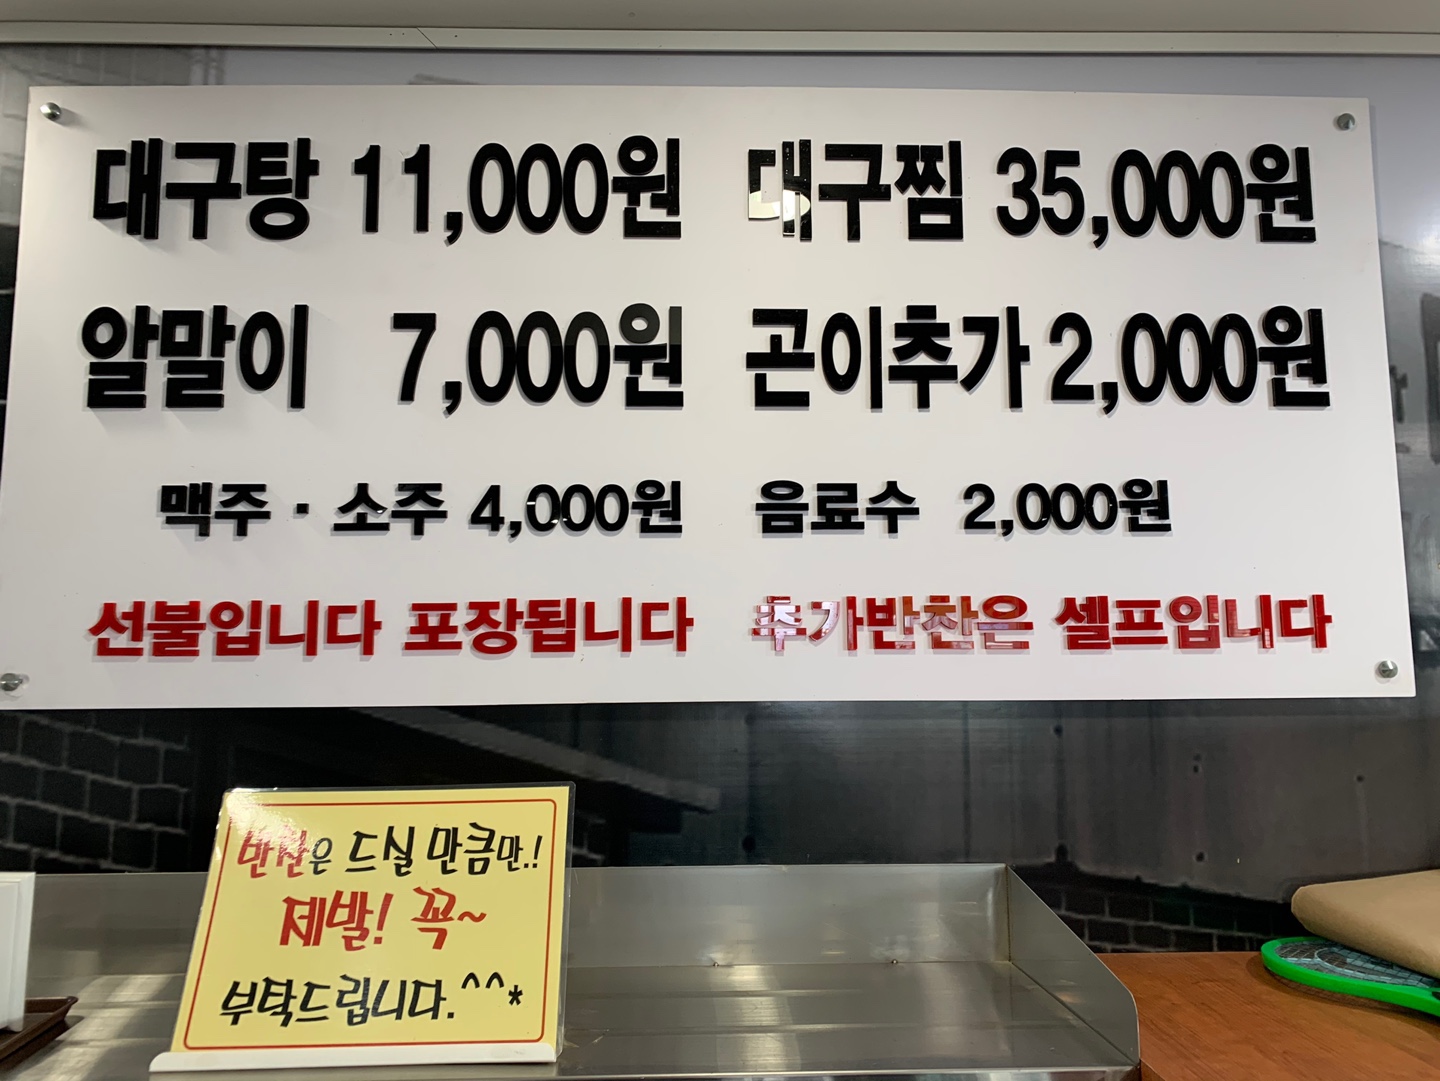 대구탕 11,000원 대구찜 35,000원
알말이 7,000원 곤이추가 2,000원
맥주 · 소주 4,000원 음료수 2,000원
선불입니다 포장됩니다 추가반찬은 셀프입니다
반찬은 드실 만큼만.!
제발! 꼭~
부탁드립니다.^^*